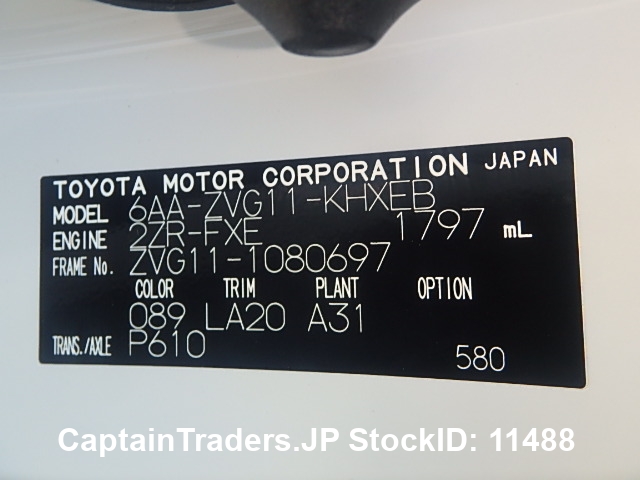 TOYOTA MOTOR CORPORATION JAPAN
MODEL 6AA-ZVG11-KHXEB
ENGINE 2ZR-FXE 1797 mL
FRAME No. ZVG11-1080697
COLOR TRIM PLANT OPTION
089 LA20 A31
TRANS./AXLE P610
580
CaptainTraders.JP StockID: 11488